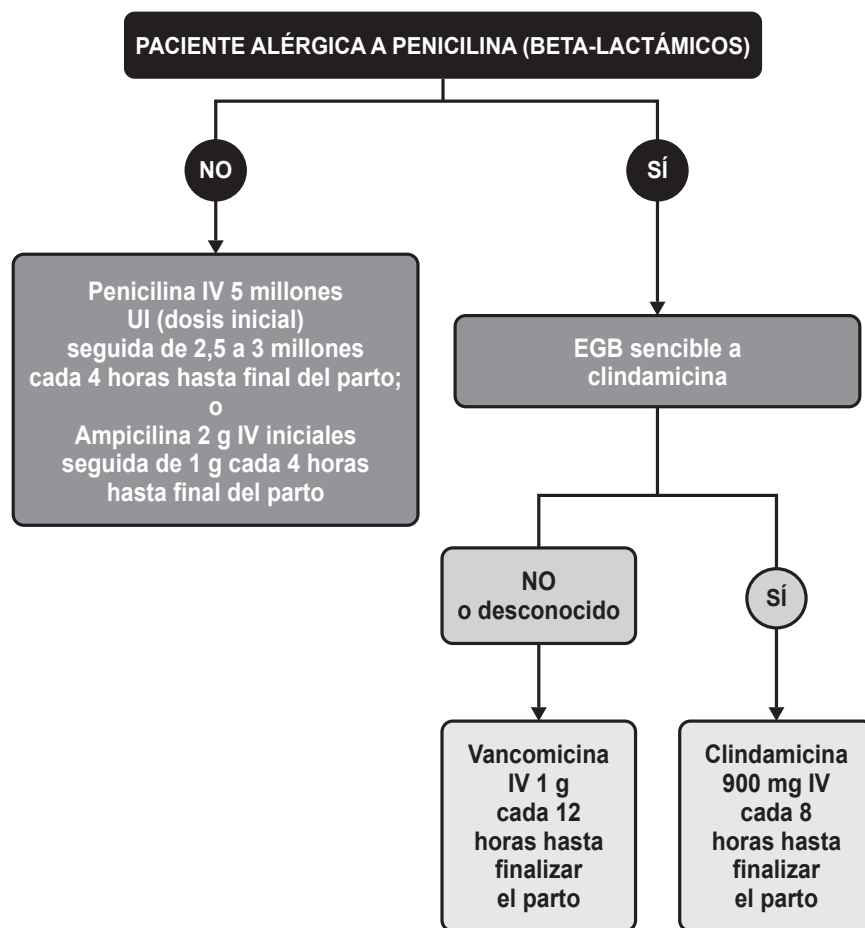 PACIENTE ALÉRGICA A PENICILINA (BETA-LACTÁMICOS)
NO
SÍ
Penicilina IV 5 millones
UI (dosis inicial)
seguida de 2,5 a 3 millones
cada 4 horas hasta final del parto;
o
Ampicilina 2 g IV iniciales
seguida de 1 g cada 4 horas
hasta final del parto
EGB sencible a
clindamicina
NO
o desconocido
SÍ
Vancomicina
IV 1 g
cada 12
horas hasta
finalizar
el parto
Clindamicina
900 mg IV
cada 8
horas hasta
finalizar
el parto